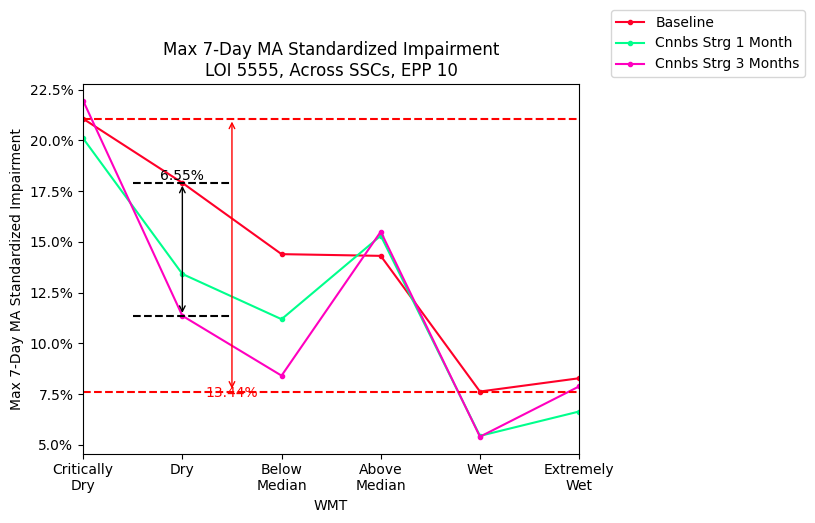 Baseline
Cnnbs Strg 1 Month
Cnnbs Strg 3 Months
Max 7-Day MA Standardized Impairment
LOI 5555, Across SSCs, EPP 10
Max 7-Day MA Standardized Impairment
22.5%
20.0%
17.5%
15.0%
12.5%
10.0%
7.5%
5.0%
6.55%
13.44%
Critically
Dry
Dry
Below
Median
Above
Median
Wet
Extremely
Wet
WMT